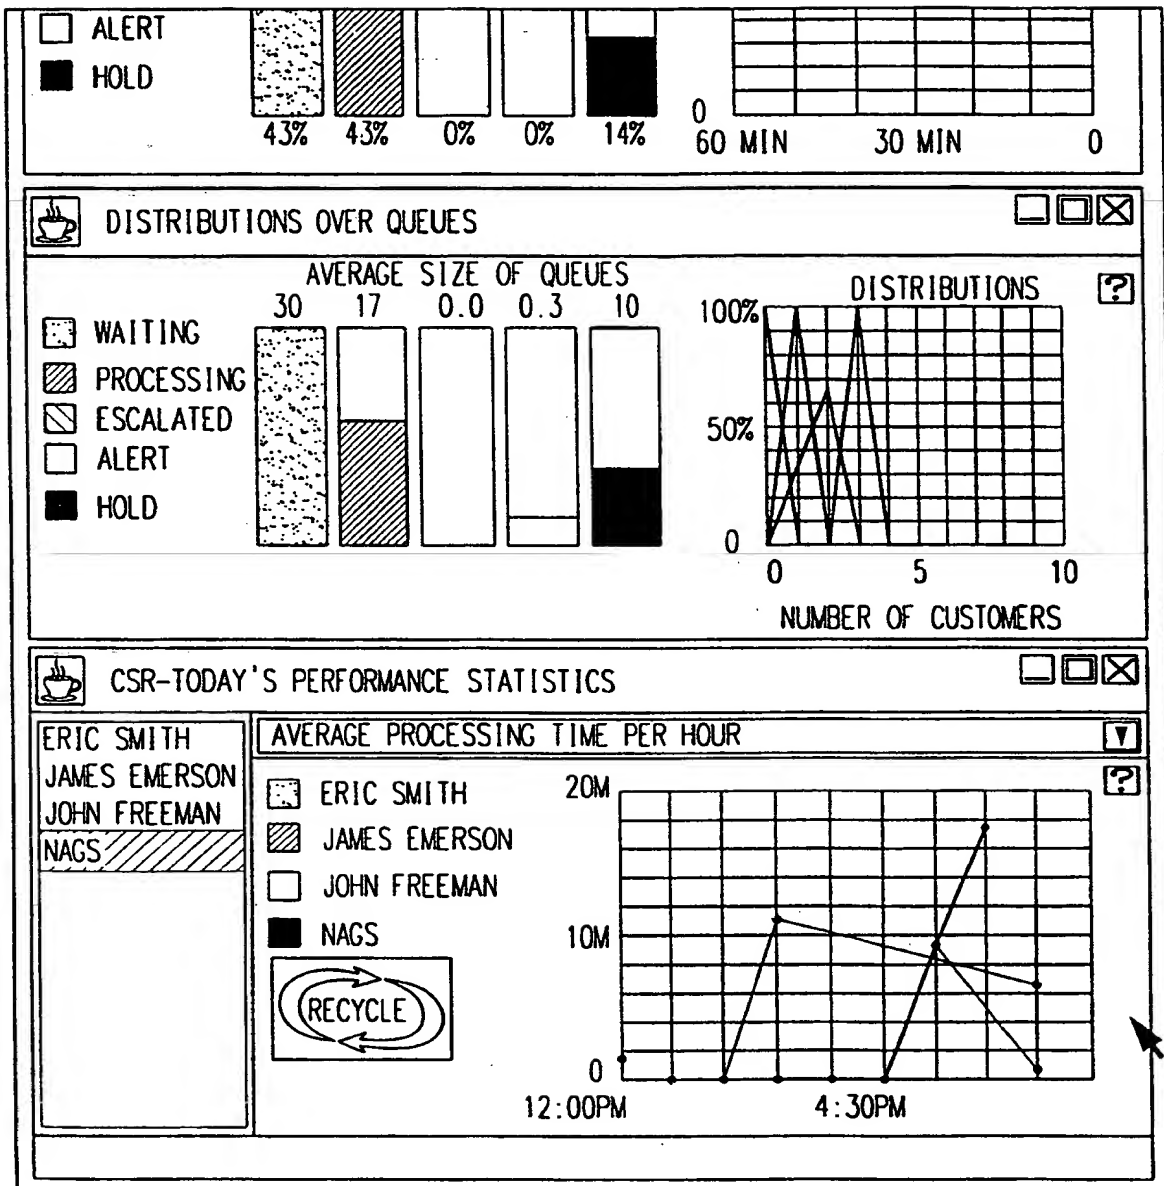 ALERT
HOLD
43% 43% 0% 0% 14%
0
60 MIN 30 MIN 0
DISTRIBUTIONS OVER QUEUES
AVERAGE SIZE OF QUEUES
30 17 0.0 0.3 10
WAITING
PROCESSING
ESCALATED
ALERT
HOLD
DISTRIBUTIONS
?
100%
50%
0
0 5 10
NUMBER OF CUSTOMERS
CSR-TODAY'S PERFORMANCE STATISTICS
ERIC SMITH
JAMES EMERSON
JOHN FREEMAN
NAGS
AVERAGE PROCESSING TIME PER HOUR
?
ERIC SMITH
JAMES EMERSON
JOHN FREEMAN
NAGS
RECYCLE
20M
10M
0
12:00PM 4:30PM